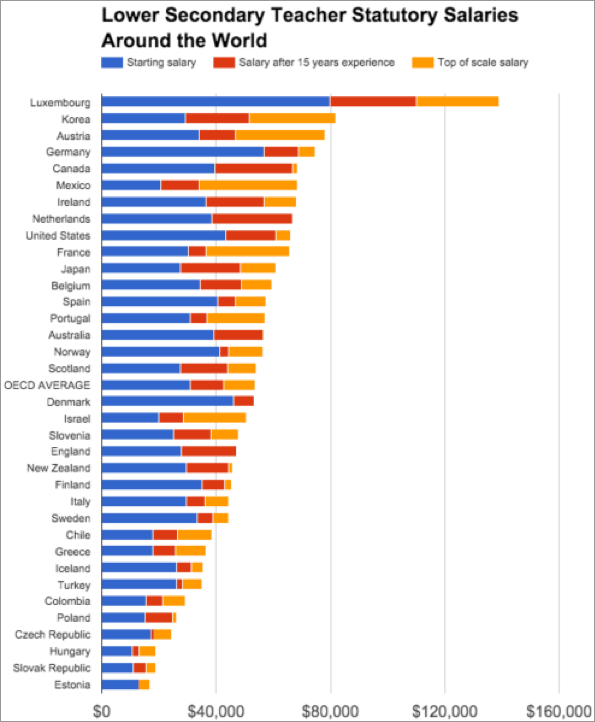 Lower Secondary Teacher Statutory Salaries
Around the World
Starting salary Salary after 15 years experience Top of scale salary
Luxembourg
Korea
Austria
Germany
Canada
Mexico
Ireland
Netherlands
United States
France
Japan
Belgium
Spain
Portugal
Australia
Norway
Scotland
OECD AVERAGE
Denmark
Israel
Slovenia
England
New Zealand
Finland
Italy
Sweden
Chile
Greece
Iceland
Turkey
Colombia
Poland
Czech Republic
Hungary
Slovak Republic
Estonia
$0 $40,000 $80,000 $120,000 $160,000